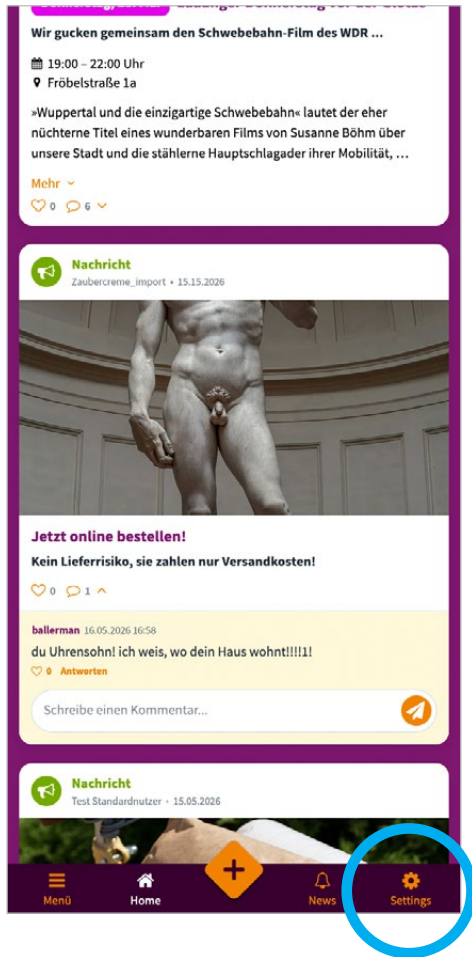 Wir gucken gemeinsam den Schwebebahn-Film des WDR ...
19:00 – 22:00 Uhr
Fröbelstraße 1a
»Wuppertal und die einzigartige Schwebebahn« lautet der eher
nüchterne Titel eines wunderbaren Films von Susanne Böhm über
unsere Stadt und die stählerne Hauptschlagader ihrer Mobilität, ...
Mehr
0 6
Nachricht
Zaubercreme_import • 15.15.2026
Jetzt online bestellen!
Kein Lieferrisiko, sie zahlen nur Versandkosten!
0 1
ballerman 16.05.2026 16:58
du Uhrensohn! ich weis, wo dein Haus wohnt!!!!1!
0 Antworten
Schreibe einen Kommentar...
Nachricht
Test Standardnutzer • 15.05.2026
Menü Home News Settings